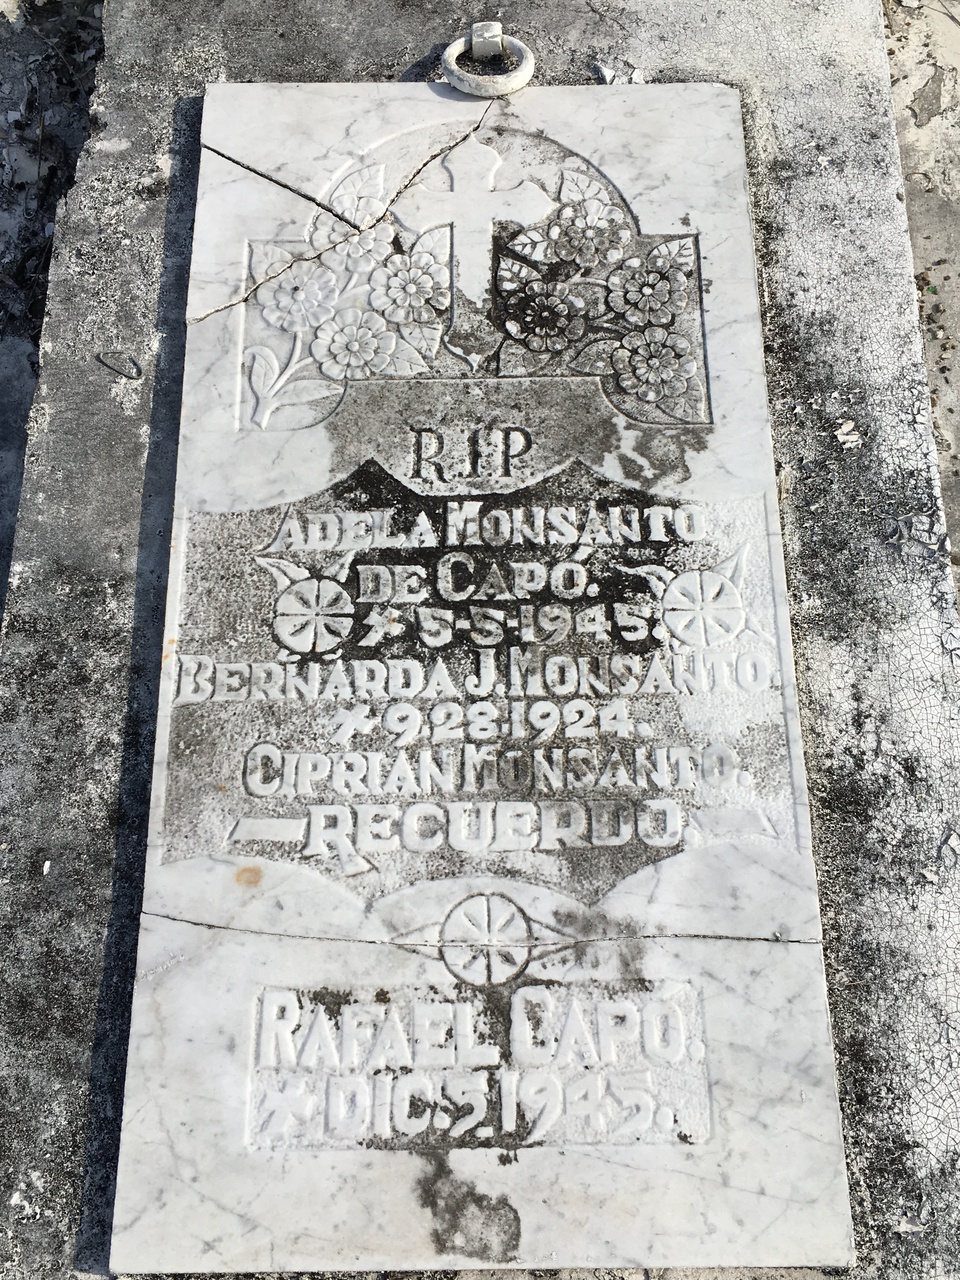 R.I.P
ADELA MONSANTO
DE CAPÓ.
5-5-1945.
BERNARDA J. MONSANTO.
9-28-1924.
CIPRIAN MONSANTO.
RECUERDO.
RAFAEL CAPÓ.
DIC. 5, 1945.